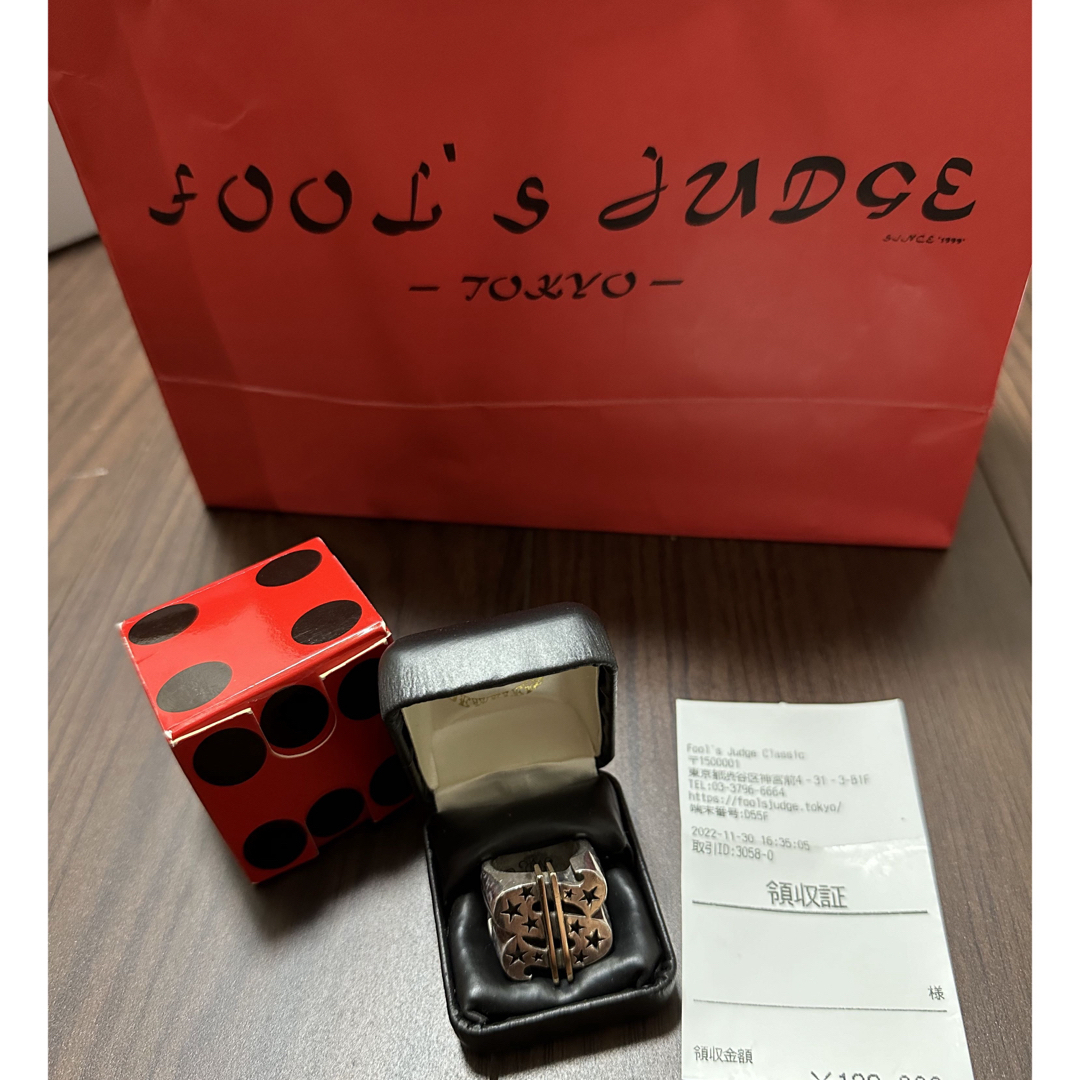 FOOL's JUDGE
SINCE '1999'
— TOKYO —
Fool's Judge Classic
〒1500001
東京都渋谷区神宮前4-31-3-B1F
TEL:03-3796-6664
https://foolsjudge.tokyo/
端末番号:D55F
2022-11-30 16:35:05
取引ID:3058-0
領収証
様
領収金額